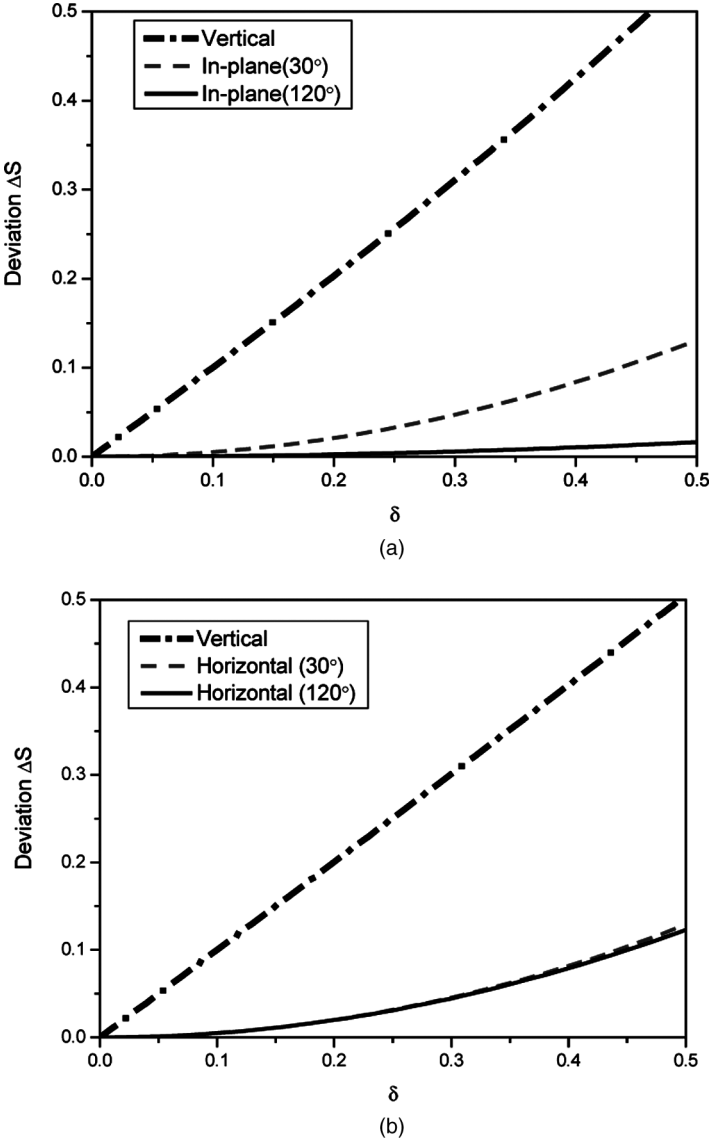 0.5
0.4
0.3
0.2
0.1
0.0
Deviation ΔS
Vertical
In-plane(30°)
In-plane(120°)
0.0 0.1 0.2 0.3 0.4 0.5
δ
(a)
0.5
0.4
0.3
0.2
0.1
0.0
Deviation ΔS
Vertical
Horizontal (30°)
Horizontal (120°)
0.0 0.1 0.2 0.3 0.4 0.5
δ
(b)